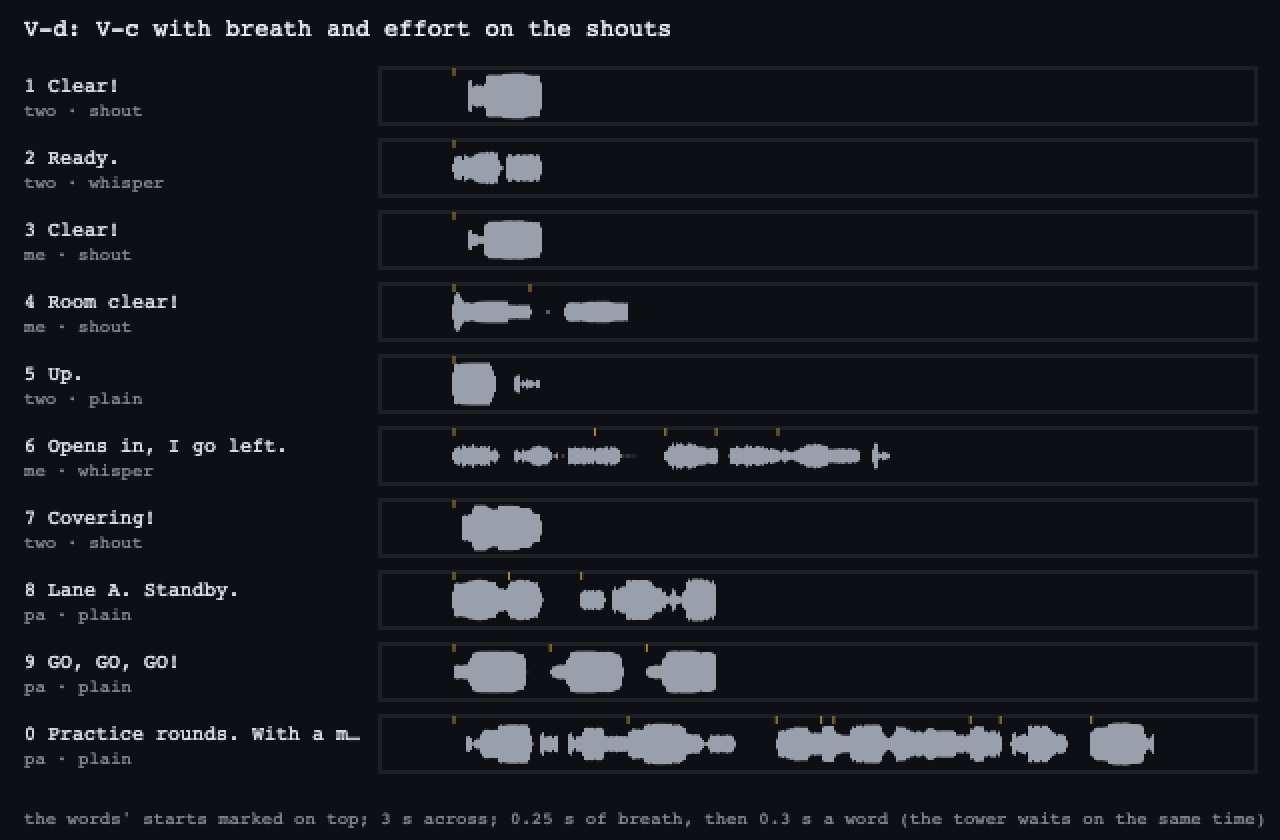 V-d: V-c with breath and effort on the shouts
1 Clear!
two · shout
2 Ready.
two · whisper
3 Clear!
me · shout
4 Room clear!
me · shout
5 Up.
two · plain
6 Opens in, I go left.
me · whisper
7 Covering!
two · shout
8 Lane A. Standby.
pa · plain
9 GO, GO, GO!
pa · plain
0 Practice rounds. With a m…
pa · plain
the words' starts marked on top; 3 s across; 0.25 s of breath, then 0.3 s a word (the tower waits on the same time)